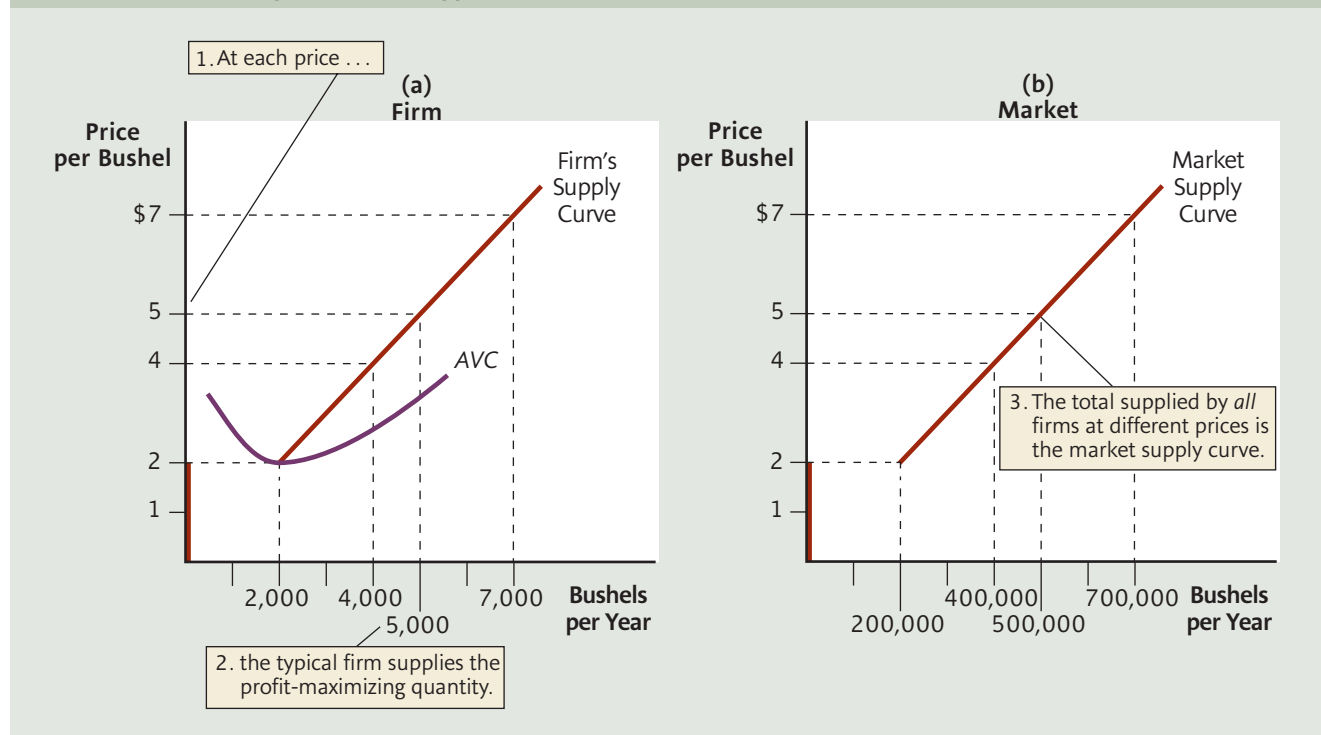 1. At each price . . .
(a)
Firm
Price
per Bushel
Firm's
Supply
Curve
$7
5
4
2
1
AVC
2,000
4,000
5,000
7,000
Bushels
per Year
2. the typical firm supplies the
profit-maximizing quantity.
(b)
Market
Price
per Bushel
Market
Supply
Curve
$7
5
4
2
1
3. The total supplied by all
firms at different prices is
the market supply curve.
200,000
400,000
500,000
700,000
Bushels
per Year